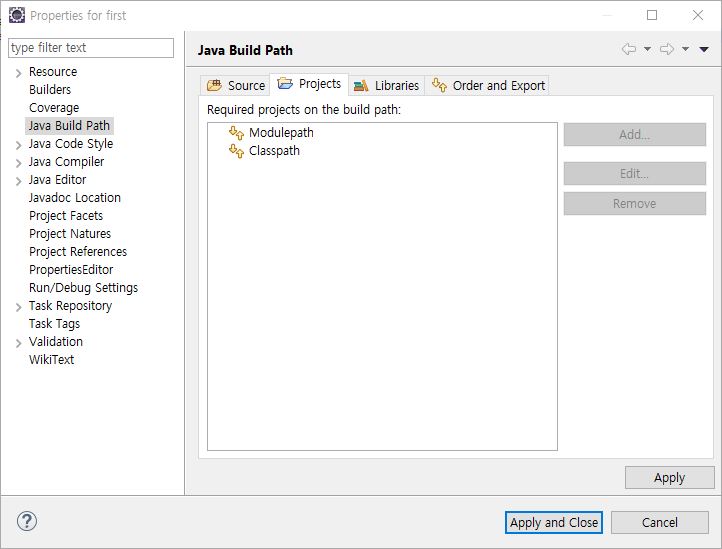 Properties for first
type filter text
Resource
Builders
Coverage
Java Build Path
Java Code Style
Java Compiler
Java Editor
Javadoc Location
Project Facets
Project Natures
Project References
PropertiesEditor
Run/Debug Settings
Task Repository
Task Tags
Validation
WikiText
Java Build Path
Source Projects Libraries Order and Export
Required projects on the build path:
Modulepath
Classpath
Add...
Edit...
Remove
Apply
Apply and Close Cancel